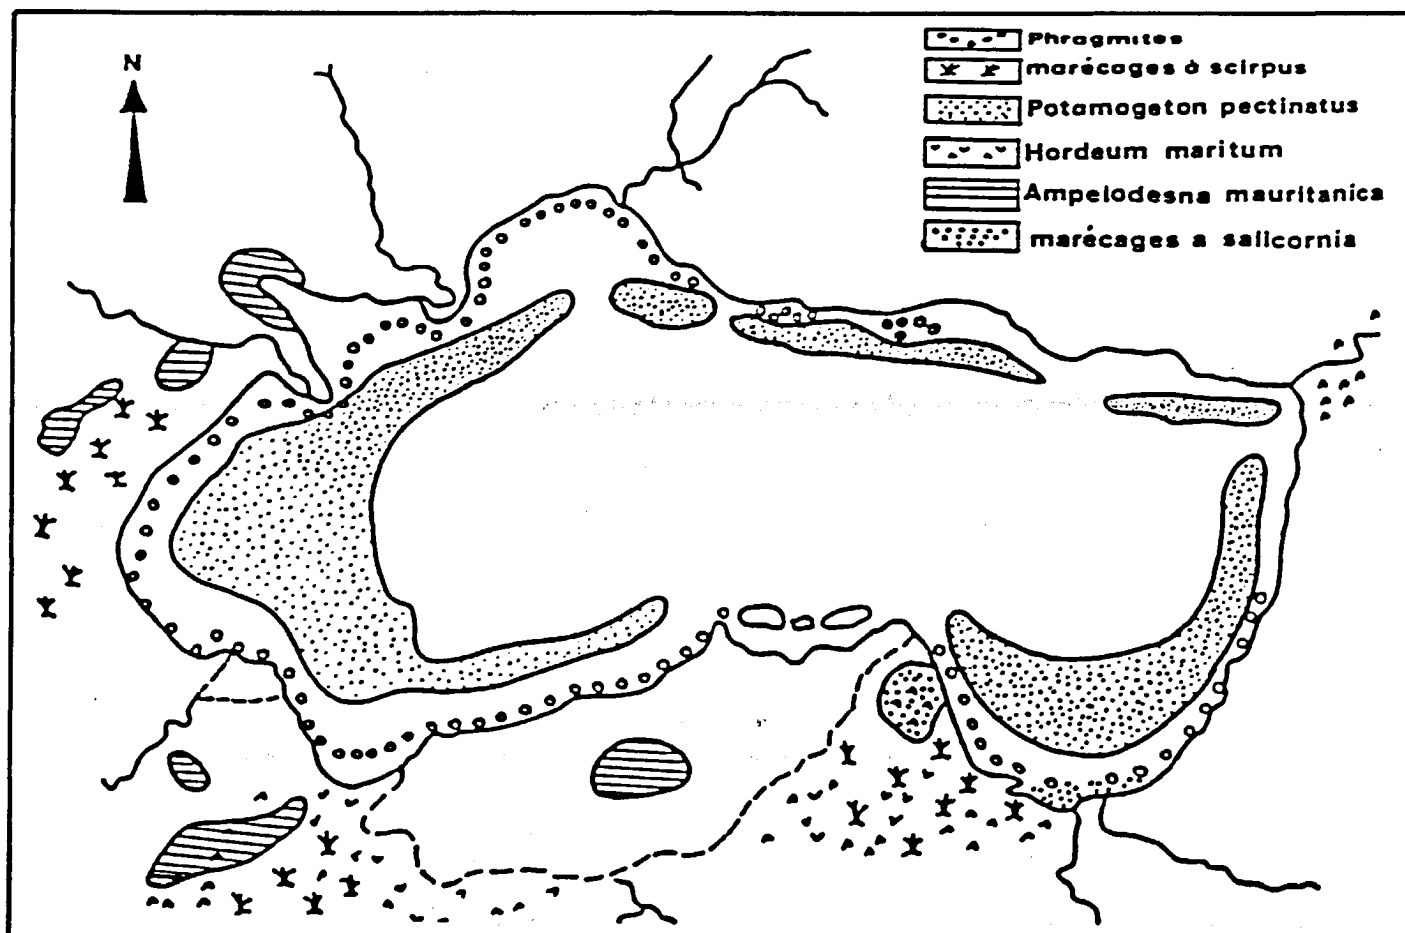 N
Phragmites
marécages à scirpus
Potamogeton pectinatus
Hordeum maritum
Ampelodesna mauritanica
marécages a salicornia